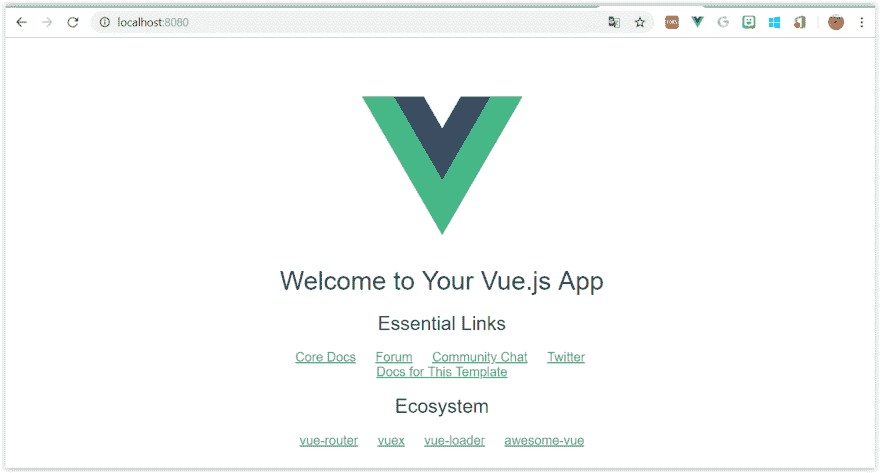 localhost:8080
Welcome to Your Vue.js App
Essential Links
Core Docs Forum Community Chat Twitter
Docs for This Template
Ecosystem
vue-router vuex vue-loader awesome-vue